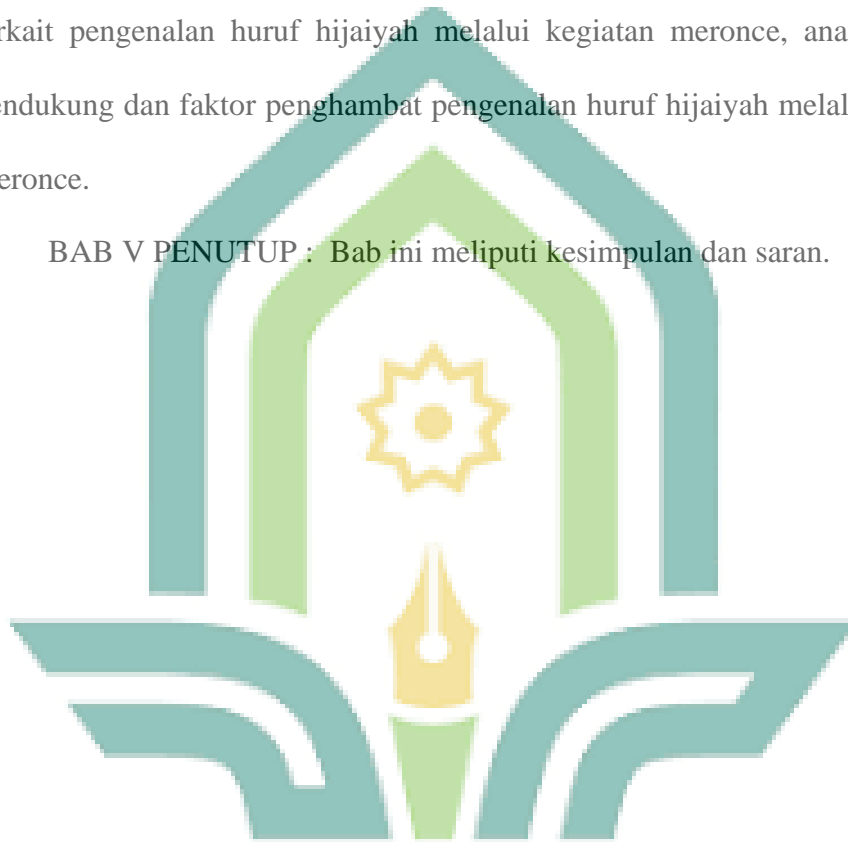 rkait pengenalan huruf hijaiyah melalui kegiatan meronce, ana
endukung dan faktor penghambat pengenalan huruf hijaiyah melal
eronce.
BAB V PENUTUP : Bab ini meliputi kesimpulan dan saran.